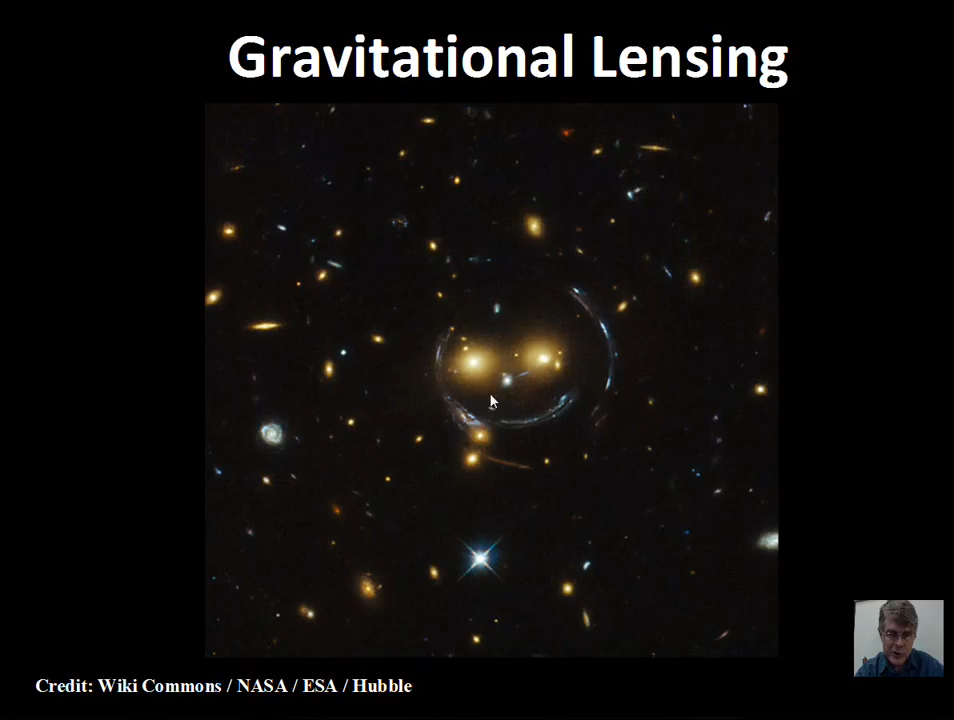 Gravitational Lensing
Credit: Wiki Commons / NASA / ESA / Hubble